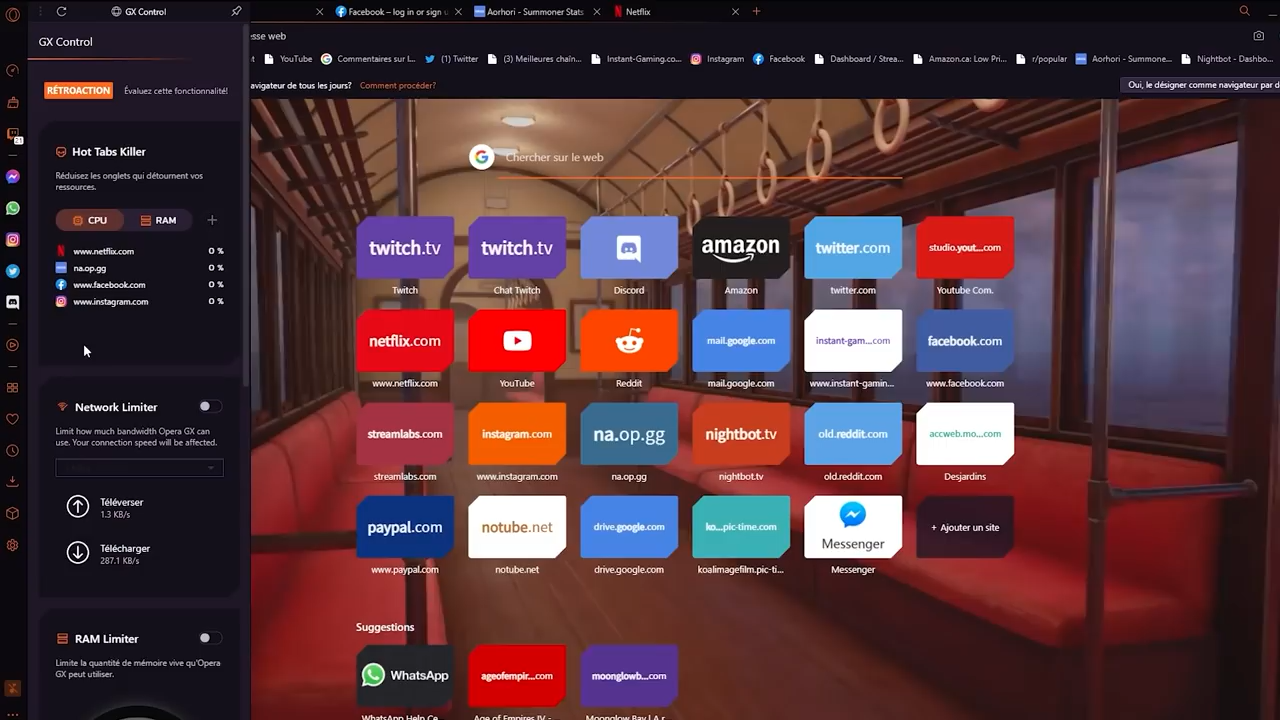 GX Control
Facebook – log in or sign u
Aorhori - Summoner Stats
Netflix
GX Control
esse web
YouTube
Commentaires sur l...
(1) Twitter
(3) Meilleures chaîn...
Instant-Gaming.co...
Instagram
Facebook
Dashboard / Strea...
Amazon.ca: Low Pri...
r/popular
Aorhori - Summone...
Nightbot - Dashbo...
avigateur de tous les jours?
Comment procéder?
Oui, le désigner comme navigateur par d
RÉTROACTION
Évaluez cette fonctionnalité!
Hot Tabs Killer
Réduisez les onglets qui détournent vos
ressources.
CPU
RAM
www.netflix.com 0 %
na.op.gg 0 %
www.facebook.com 0 %
www.instagram.com 0 %
Network Limiter
Limit how much bandwidth Opera GX can
use. Your connection speed will be affected.
Téléverser
1.3 KB/s
Télécharger
287.1 KB/s
RAM Limiter
Limite la quantité de mémoire vive qu'Opera
GX peut utiliser.
Chercher sur le web
twitch.tv
twitch.tv
amazon
twitter.com
studio.yout...com
Twitch
Chat Twitch
Discord
Amazon
twitter.com
Youtube Com.
netflix.com
mail.google.com
instant-gam...com
facebook.com
www.netflix.com
YouTube
Reddit
mail.google.com
www.instant-gamin...
www.facebook.com
streamlabs.com
instagram.com
na.op.gg
nightbot.tv
old.reddit.com
accweb.mo...com
streamlabs.com
www.instagram.com
na.op.gg
nightbot.tv
old.reddit.com
Desjardins
paypal.com
notube.net
drive.google.com
ko...pic-time.com
Messenger
+ Ajouter un site
www.paypal.com
notube.net
drive.google.com
koalimagefilm.pic-ti...
Messenger
Suggestions
WhatsApp
ageofempir...com
moonglowb...com
WhatsApp Help Ce
Age of Empires IV -
Moonglow Bay | A r